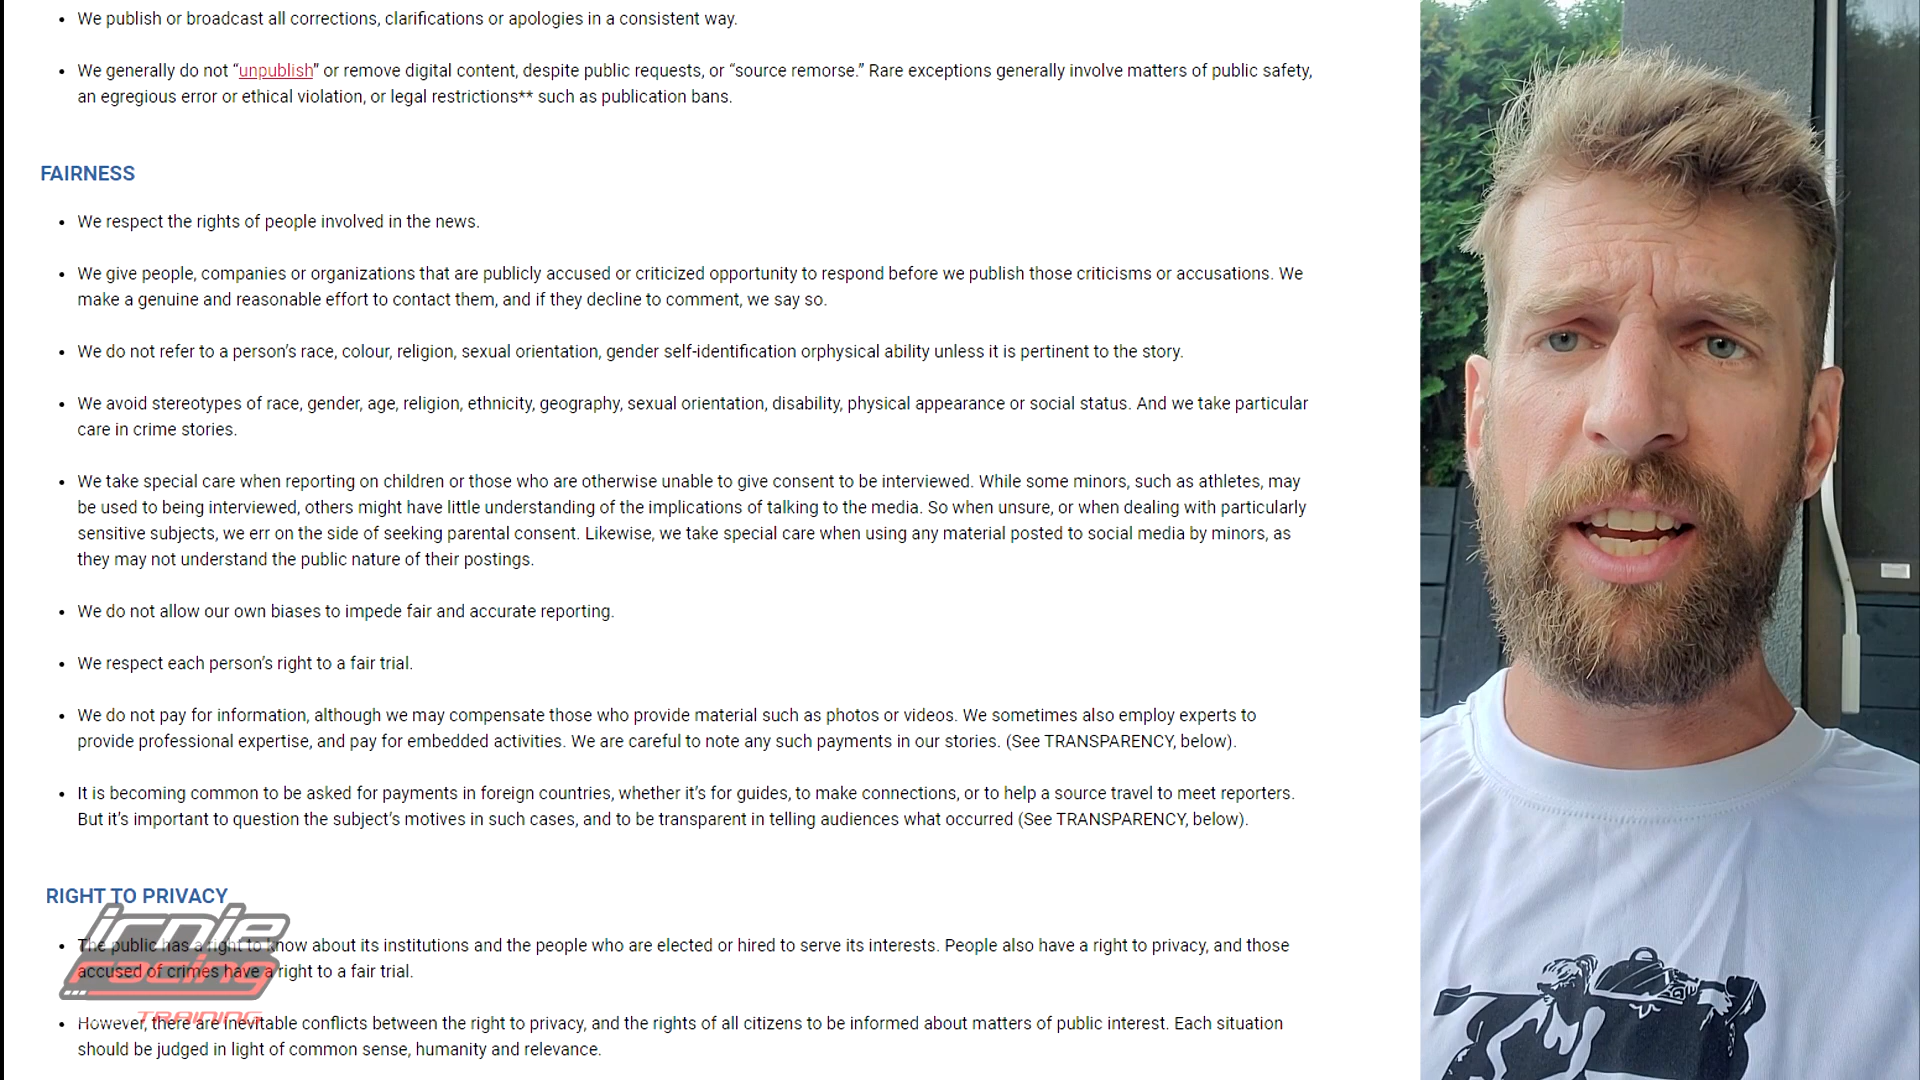 We publish or broadcast all corrections, clarifications or apologies in a consistent way.
We generally do not “unpublish” or remove digital content, despite public requests, or “source remorse.” Rare exceptions generally involve matters of public safety,
an egregious error or ethical violation, or legal restrictions** such as publication bans.
FAIRNESS
We respect the rights of people involved in the news.
We give people, companies or organizations that are publicly accused or criticized opportunity to respond before we publish those criticisms or accusations. We
make a genuine and reasonable effort to contact them, and if they decline to comment, we say so.
We do not refer to a person’s race, colour, religion, sexual orientation, gender self-identification orphysical ability unless it is pertinent to the story.
We avoid stereotypes of race, gender, age, religion, ethnicity, geography, sexual orientation, disability, physical appearance or social status. And we take particular
care in crime stories.
We take special care when reporting on children or those who are otherwise unable to give consent to be interviewed. While some minors, such as athletes, may
be used to being interviewed, others might have little understanding of the implications of talking to the media. So when unsure, or when dealing with particularly
sensitive subjects, we err on the side of seeking parental consent. Likewise, we take special care when using any material posted to social media by minors, as
they may not understand the public nature of their postings.
We do not allow our own biases to impede fair and accurate reporting.
We respect each person’s right to a fair trial.
We do not pay for information, although we may compensate those who provide material such as photos or videos. We sometimes also employ experts to
provide professional expertise, and pay for embedded activities. We are careful to note any such payments in our stories. (See TRANSPARENCY, below).
It is becoming common to be asked for payments in foreign countries, whether it’s for guides, to make connections, or to help a source travel to meet reporters.
But it’s important to question the subject’s motives in such cases, and to be transparent in telling audiences what occurred (See TRANSPARENCY, below).
RIGHT TO PRIVACY
The public has a right to know about its institutions and the people who are elected or hired to serve its interests. People also have a right to privacy, and those
accused of crimes have a right to a fair trial.
However, there are inevitable conflicts between the right to privacy, and the rights of all citizens to be informed about matters of public interest. Each situation
should be judged in light of common sense, humanity and relevance.
irnie
racing
TRAINING